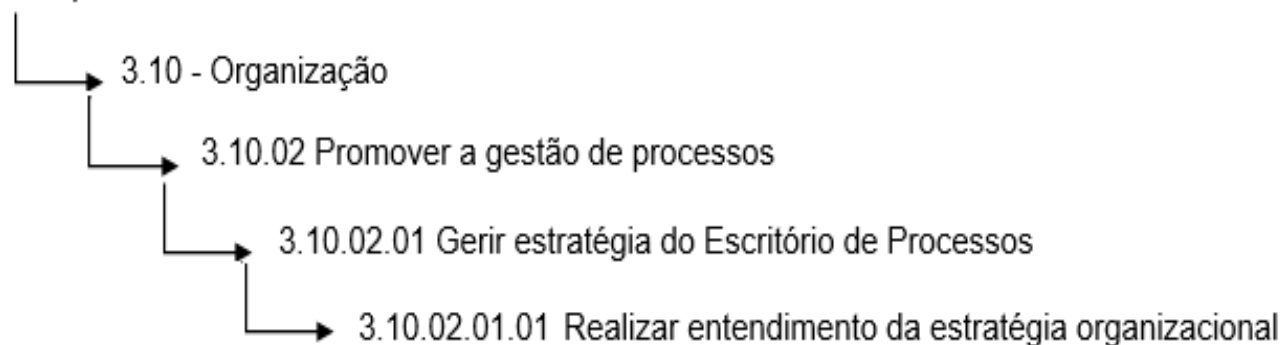 3.10 - Organização
3.10.02 Promover a gestão de processos
3.10.02.01 Gerir estratégia do Escritório de Processos
3.10.02.01.01 Realizar entendimento da estratégia organizacional